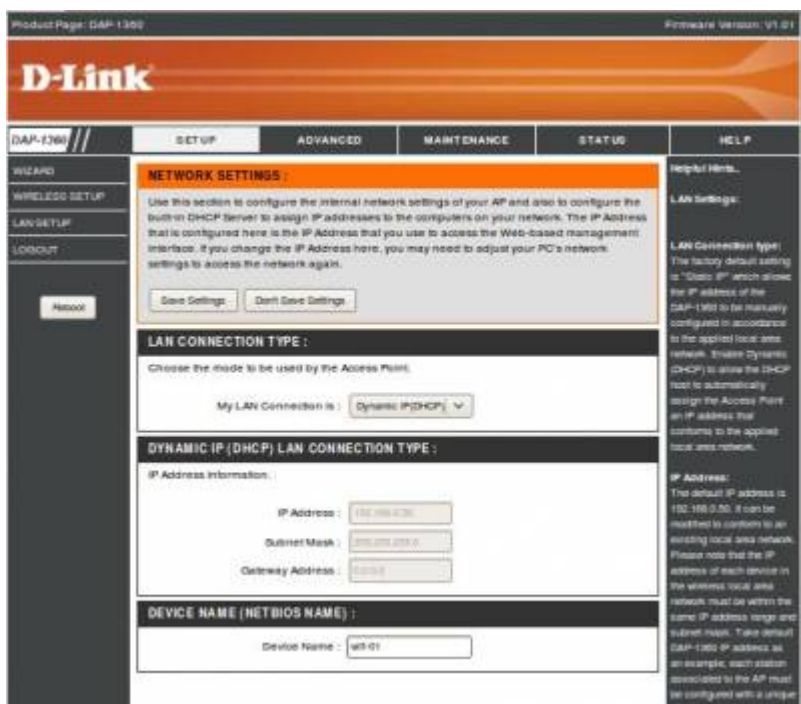 Product Page: DAP-1360
Firmware Version: V1.01
D-Link
DAP-1360
SETUP
ADVANCED
MAINTENANCE
STATUS
HELP
WIZARD
WIRELESS SETUP
LAN SETUP
LOGOUT
Reboot
NETWORK SETTINGS :
Use this section to configure the internal network settings of your AP and also to configure the
built-in DHCP Server to assign IP addresses to the computers on your network. The IP Address
that is configured here is the IP Address that you use to access the Web-based management
interface. If you change the IP Address here, you may need to adjust your PC's network
settings to access the network again.
Save Settings
Don't Save Settings
LAN CONNECTION TYPE :
Choose the mode to be used by the Access Point.
My LAN Connection is :
Dynamic IP(DHCP)
DYNAMIC IP (DHCP) LAN CONNECTION TYPE :
IP Address Information.
IP Address :
192.168.0.50
Subnet Mask :
255.255.255.0
Gateway Address :
0.0.0.0
DEVICE NAME (NETBIOS NAME) :
Device Name :
wifi-01
Helpful Hints..
LAN Settings:
LAN Connection type:
The factory default setting
is "Static IP" which allows
the IP address of the
DAP-1360 to be manually
configured in accordance
to the applied local area
network. Enable Dynamic
(DHCP) to allow the DHCP
host to automatically
assign the Access Point
an IP address that
conforms to the applied
local area network.
IP Address:
The default IP address is
192.168.0.50. it can be
modified to conform to an
existing local area network.
Please note that the IP
address of each device in
the wireless local area
network must be within the
same IP address range and
subnet mask. Take default
DAP-1360 IP address as
an example, each station
associated to the AP must
be configured with a unique